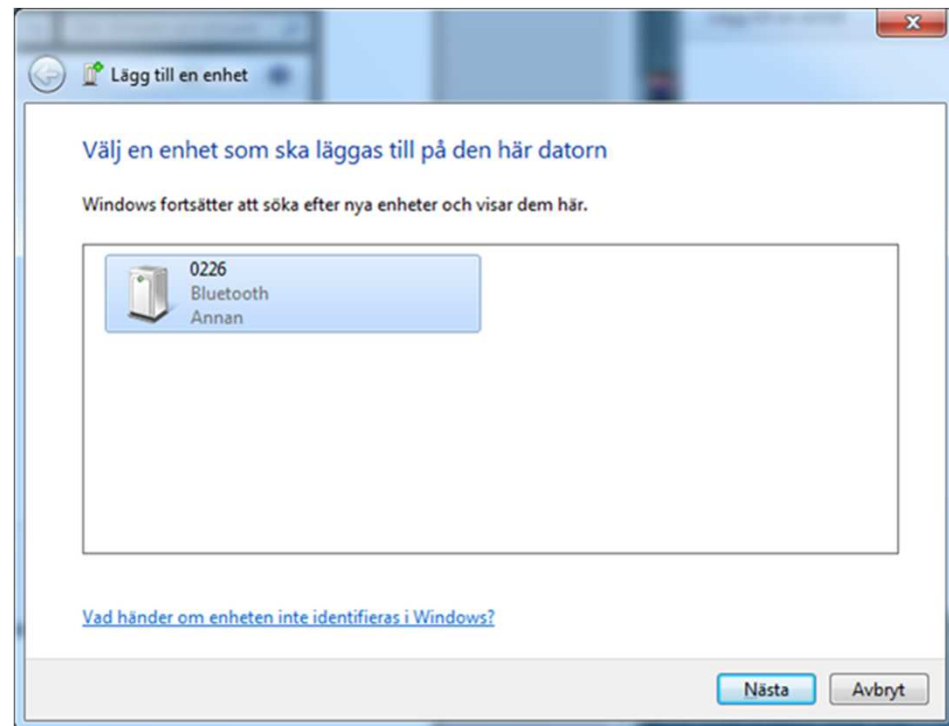 Lägg till en enhet
Välj en enhet som ska läggas till på den här datorn
Windows fortsätter att söka efter nya enheter och visar dem här.
0226
Bluetooth
Annan
Vad händer om enheten inte identifieras i Windows?
Nästa
Avbryt